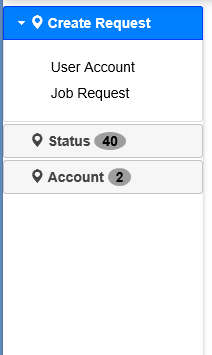 Create Request
User Account
Job Request
Status 40
Account 2